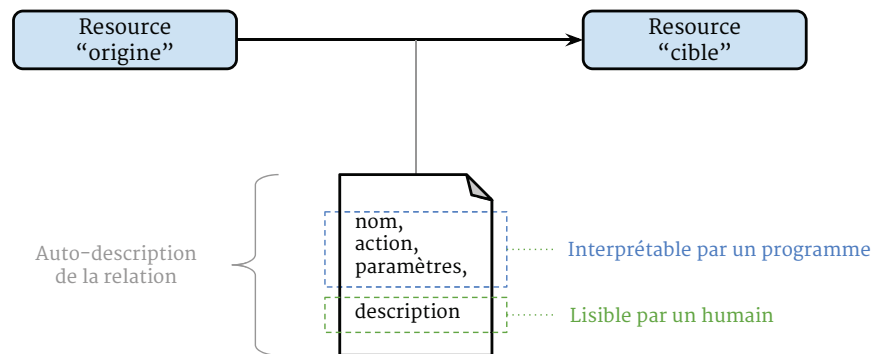 Resource
“origine”
Resource
“cible”
Auto-description
de la relation
nom,
action,
paramètres,
description
Interprétable par un programme
Lisible par un humain